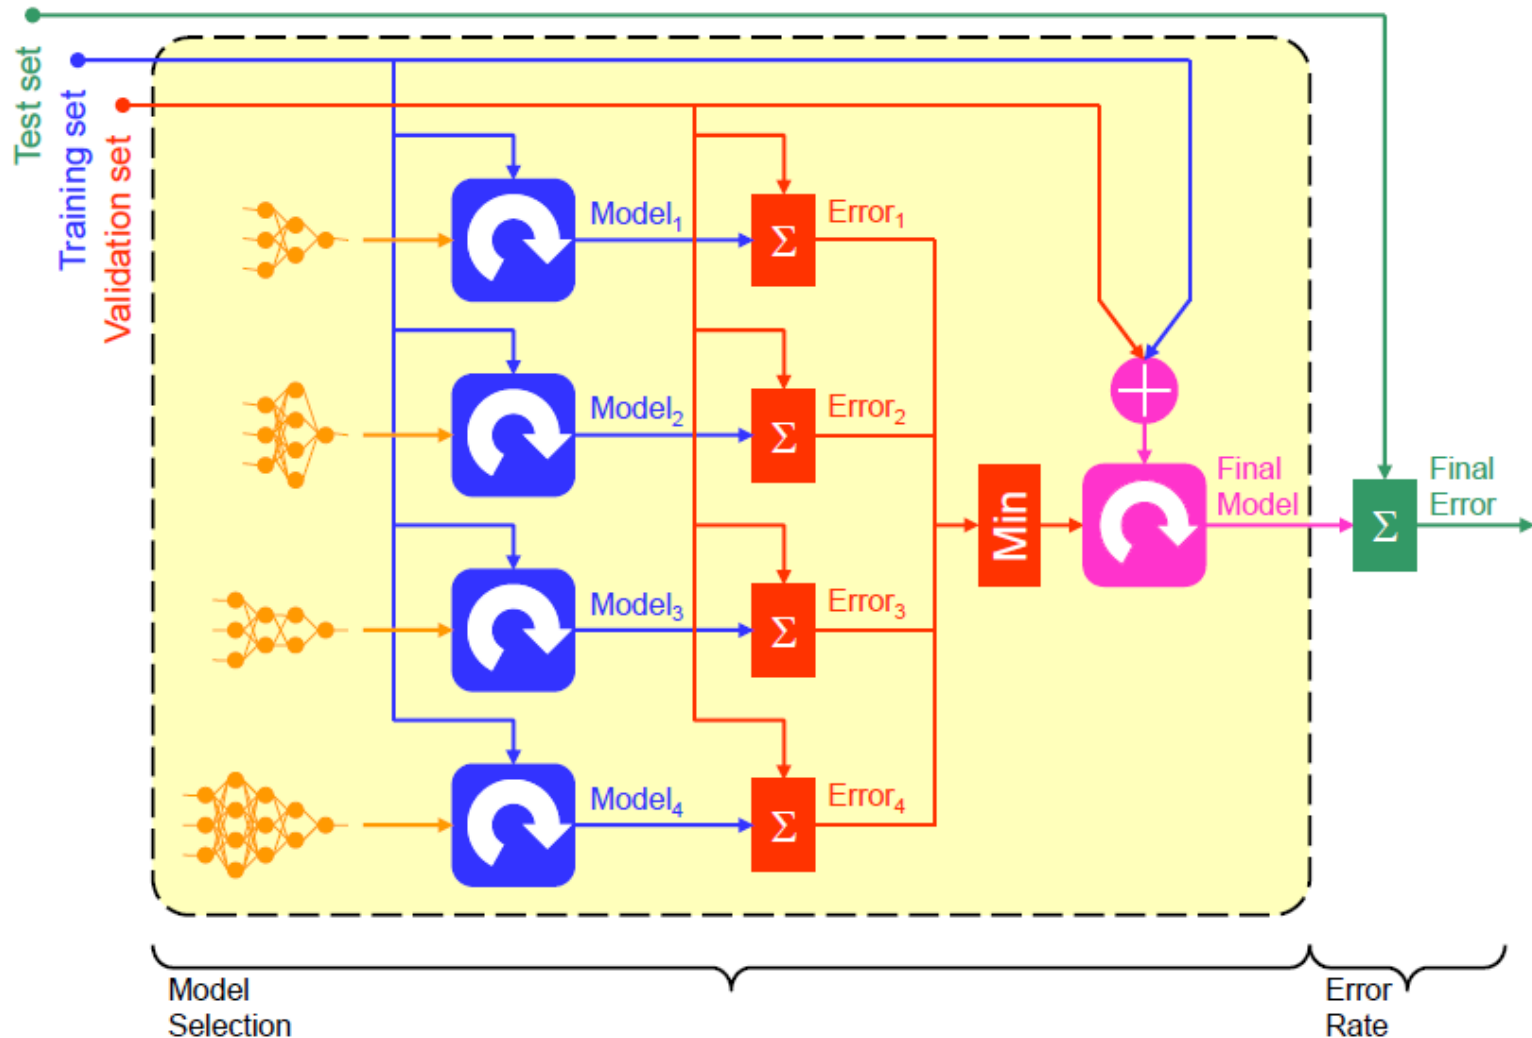 Test set
Training set
Validation set
Model1
Σ
Error1
Model2
Σ
Error2
Model3
Σ
Error3
Model4
Σ
Error4
Min
Final
Model
Σ
Final
Error
Model
Selection
Error
Rate